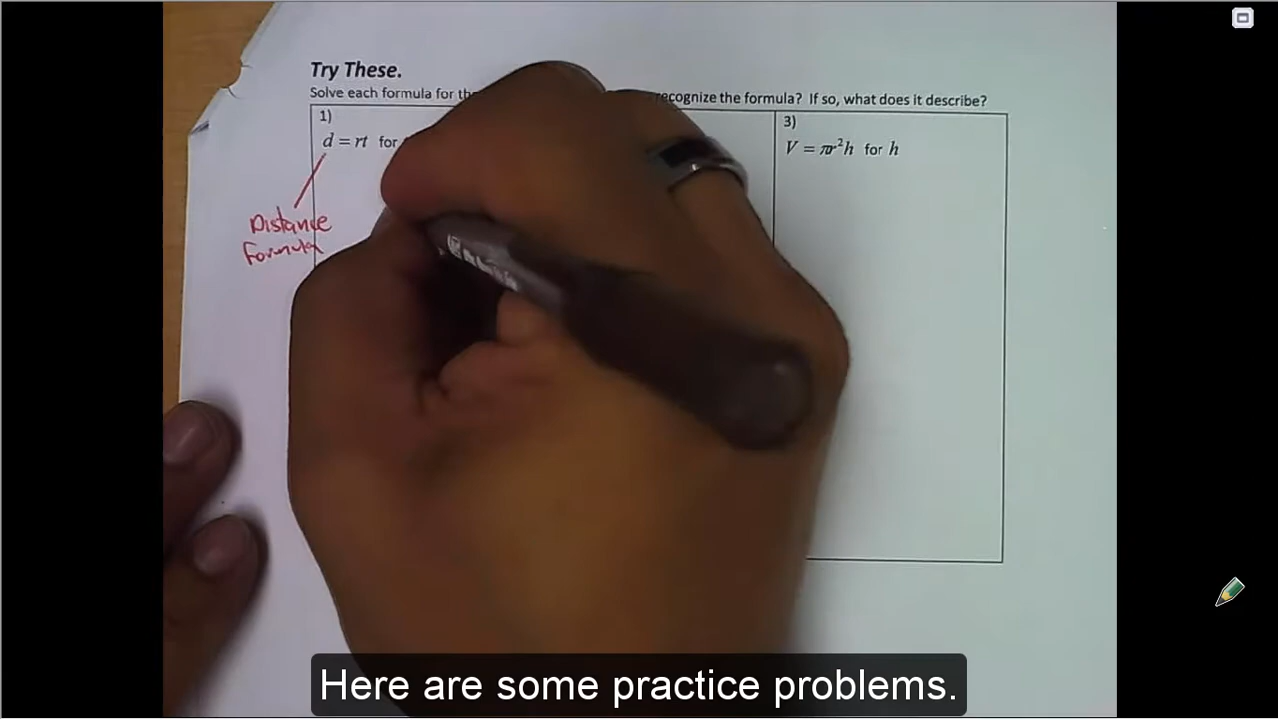 Try These.
Solve each formula for recognize the formula? If so, what does it describe?
1)
d = rt for
3)
V = πr²h for h
Distance
Formula
Here are some practice problems.